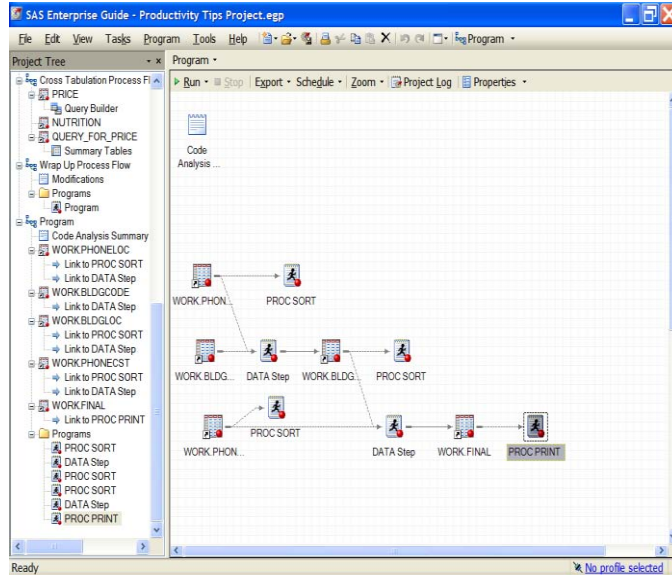 SAS Enterprise Guide - Productivity Tips Project.egp
File Edit View Tasks Program Tools Help Program
Project Tree
Program
Cross Tabulation Process Fl
PRICE
Query Builder
NUTRITION
QUERY_FOR_PRICE
Summary Tables
Wrap Up Process Flow
Modifications
Programs
Program
Program
Code Analysis Summary
WORK.PHONELOC
Link to PROC SORT
Link to DATA Step
WORK.BLDGCODE
Link to DATA Step
WORK.BLDGLOC
Link to PROC SORT
Link to DATA Step
WORK.PHONECST
Link to PROC SORT
Link to DATA Step
WORK.FINAL
Link to PROC PRINT
Programs
PROC SORT
DATA Step
PROC SORT
PROC SORT
DATA Step
PROC PRINT
Run Stop Export Schedule Zoom Project Log Properties
Code
Analysis ...
WORK.PHON... PROC SORT
WORK.BLDG... DATA Step WORK.BLDG... PROC SORT
PROC SORT
WORK.PHON... DATA Step WORK.FINAL PROC PRINT
Ready
No profile selected